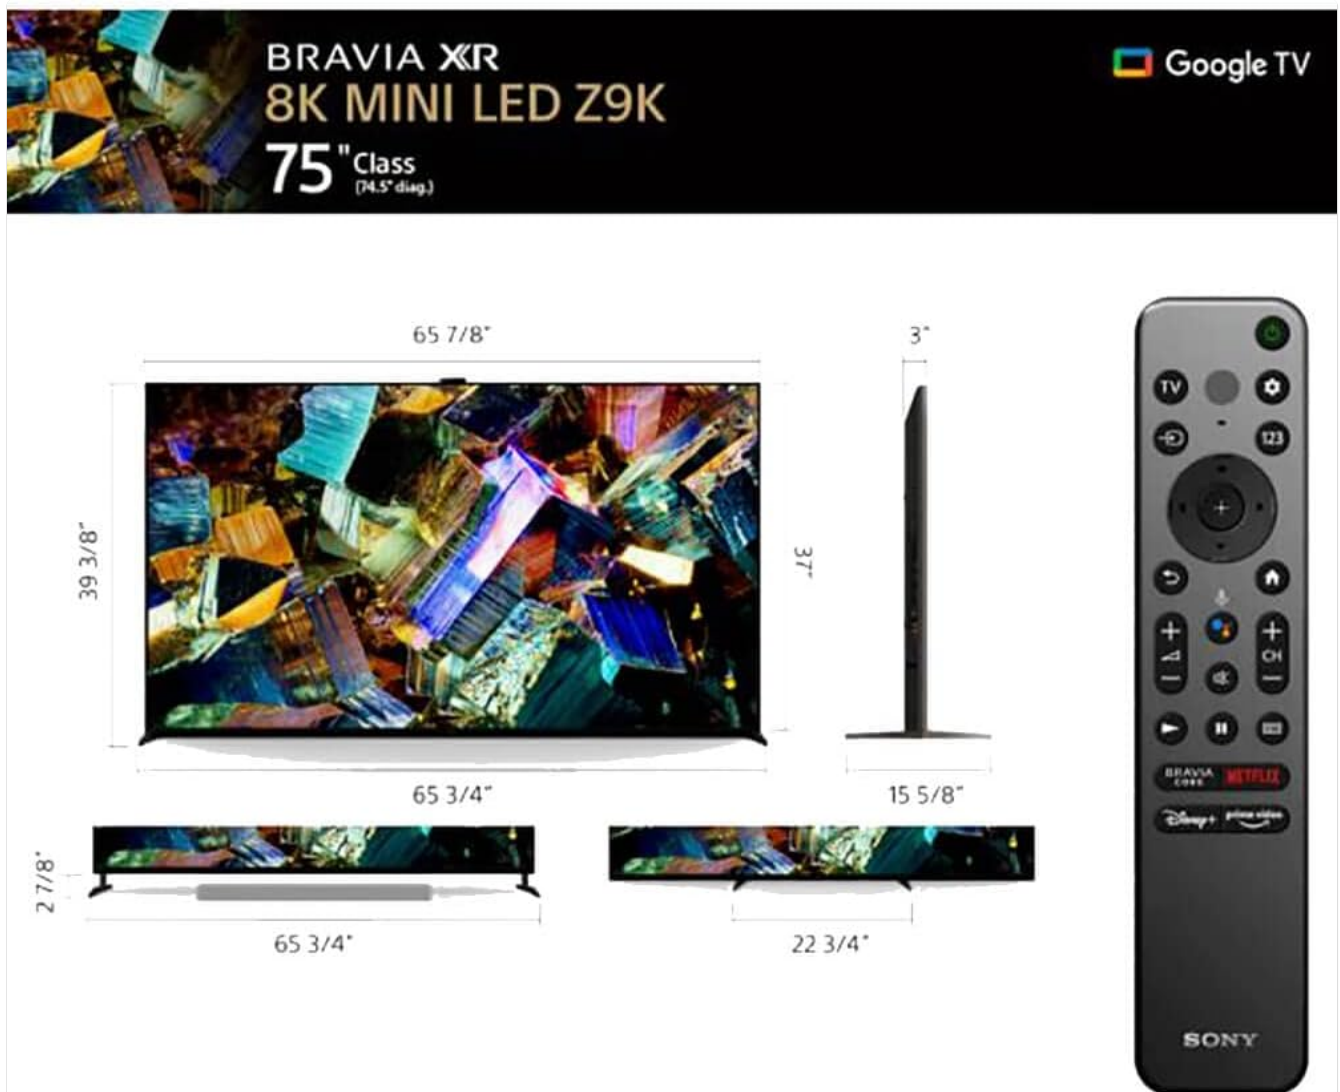 BRAVIA XR
Google TV
8K MINI LED Z9K
75" Class
(74.5" diag.)
65 7/8"
3"
39 3/8"
37"
65 3/4"
15 5/8"
2 7/8"
65 3/4"
22 3/4"
TV
123
CH
BRAVIA CORE
NETFLIX
Disney+
prime video
SONY